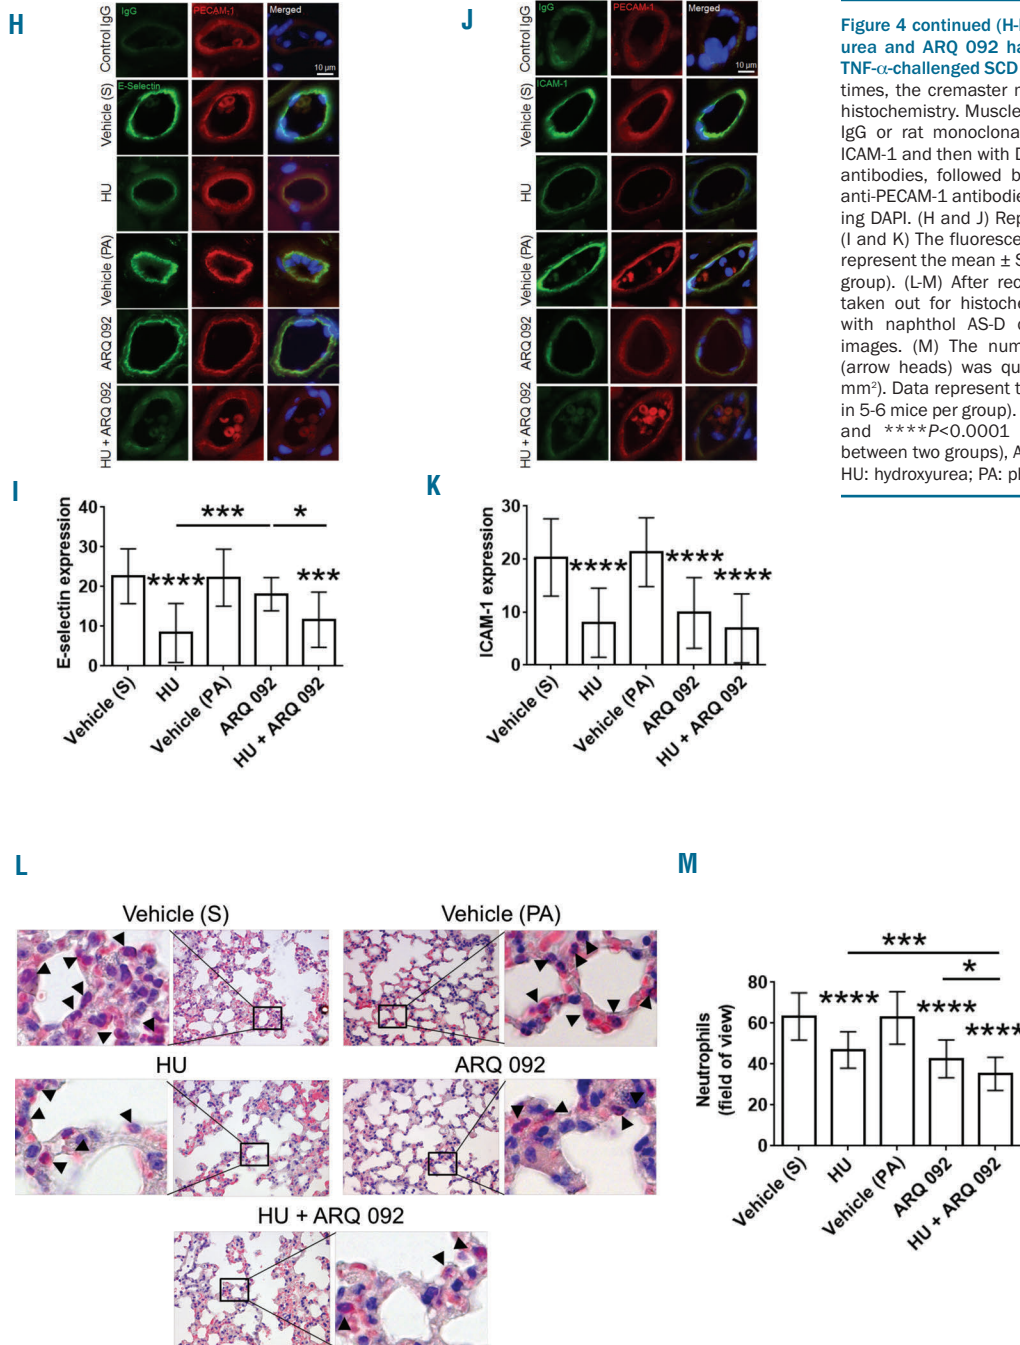 H
IgG
PECAM-1
Merged
Control IgG
10 μm
E-Selectin
Vehicle (S)
HU
Vehicle (PA)
ARQ 092
HU + ARQ 092
J
IgG
PECAM-1
Merged
Control IgG
10 μm
ICAM-1
Vehicle (S)
HU
Vehicle (PA)
ARQ 092
HU + ARQ 092
Figure 4 continued (H-
urea and ARQ 092 ha
TNF-α-challenged SCD
times, the cremaster m
histochemistry. Muscle
IgG or rat monoclona
ICAM-1 and then with D
antibodies, followed b
anti-PECAM-1 antibodie
ing DAPI. (H and J) Rep
(I and K) The fluoresce
represent the mean ± S
group). (L-M) After rec
taken out for histoche
with naphthol AS-D c
images. (M) The num
(arrow heads) was qu
mm²). Data represent t
in 5-6 mice per group).
and ****P<0.0001
between two groups), A
HU: hydroxyurea; PA: pl
I
E-selectin expression
40
30
20
10
0
***
*
****
***
Vehicle (S)
HU
Vehicle (PA)
ARQ 092
HU + ARQ 092
K
ICAM-1 expression
30
20
10
0
****
****
****
Vehicle (S)
HU
Vehicle (PA)
ARQ 092
HU + ARQ 092
L
Vehicle (S)
Vehicle (PA)
HU
ARQ 092
HU + ARQ 092
M
Neutrophils
(field of view)
80
60
40
20
0
***
*
****
****
****
Vehicle (S)
HU
Vehicle (PA)
ARQ 092
HU + ARQ 092